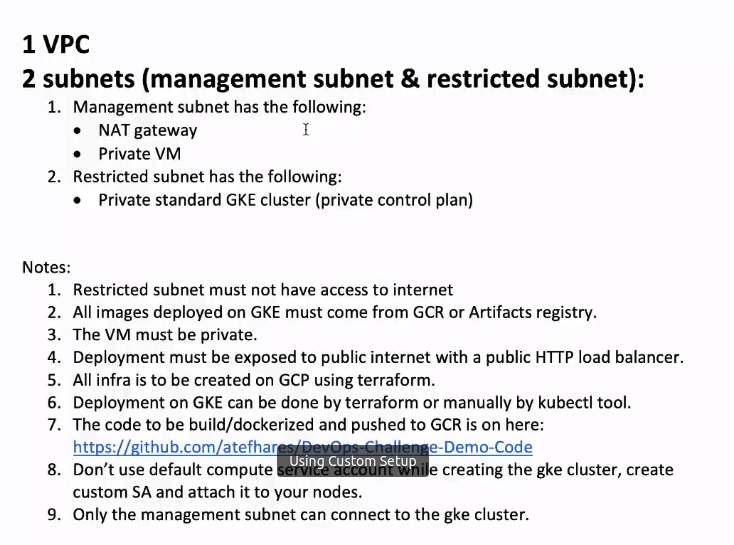 1 VPC
2 subnets (management subnet & restricted subnet):
1. Management subnet has the following:
• NAT gateway
• Private VM
2. Restricted subnet has the following:
• Private standard GKE cluster (private control plan)
Notes:
1. Restricted subnet must not have access to internet
2. All images deployed on GKE must come from GCR or Artifacts registry.
3. The VM must be private.
4. Deployment must be exposed to public internet with a public HTTP load balancer.
5. All infra is to be created on GCP using terraform.
6. Deployment on GKE can be done by terraform or manually by kubectl tool.
7. The code to be build/dockerized and pushed to GCR is on here:
https://github.com/atefhares/DevOps-Challenge-Demo-Code
Using Custom Setup
8. Don't use default compute service account while creating the gke cluster, create
custom SA and attach it to your nodes.
9. Only the management subnet can connect to the gke cluster.